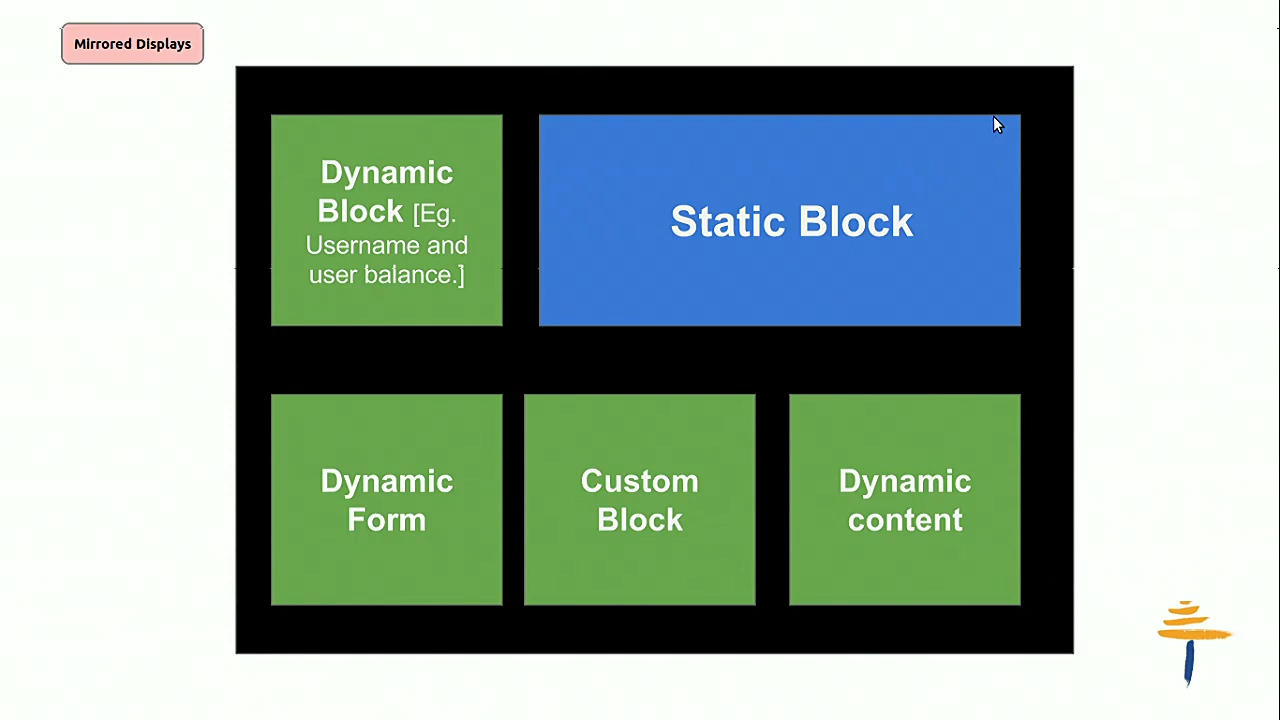 Mirrored Displays
Dynamic
Block [Eg.
Username and
user balance.]
Static Block
Dynamic
Form
Custom
Block
Dynamic
content